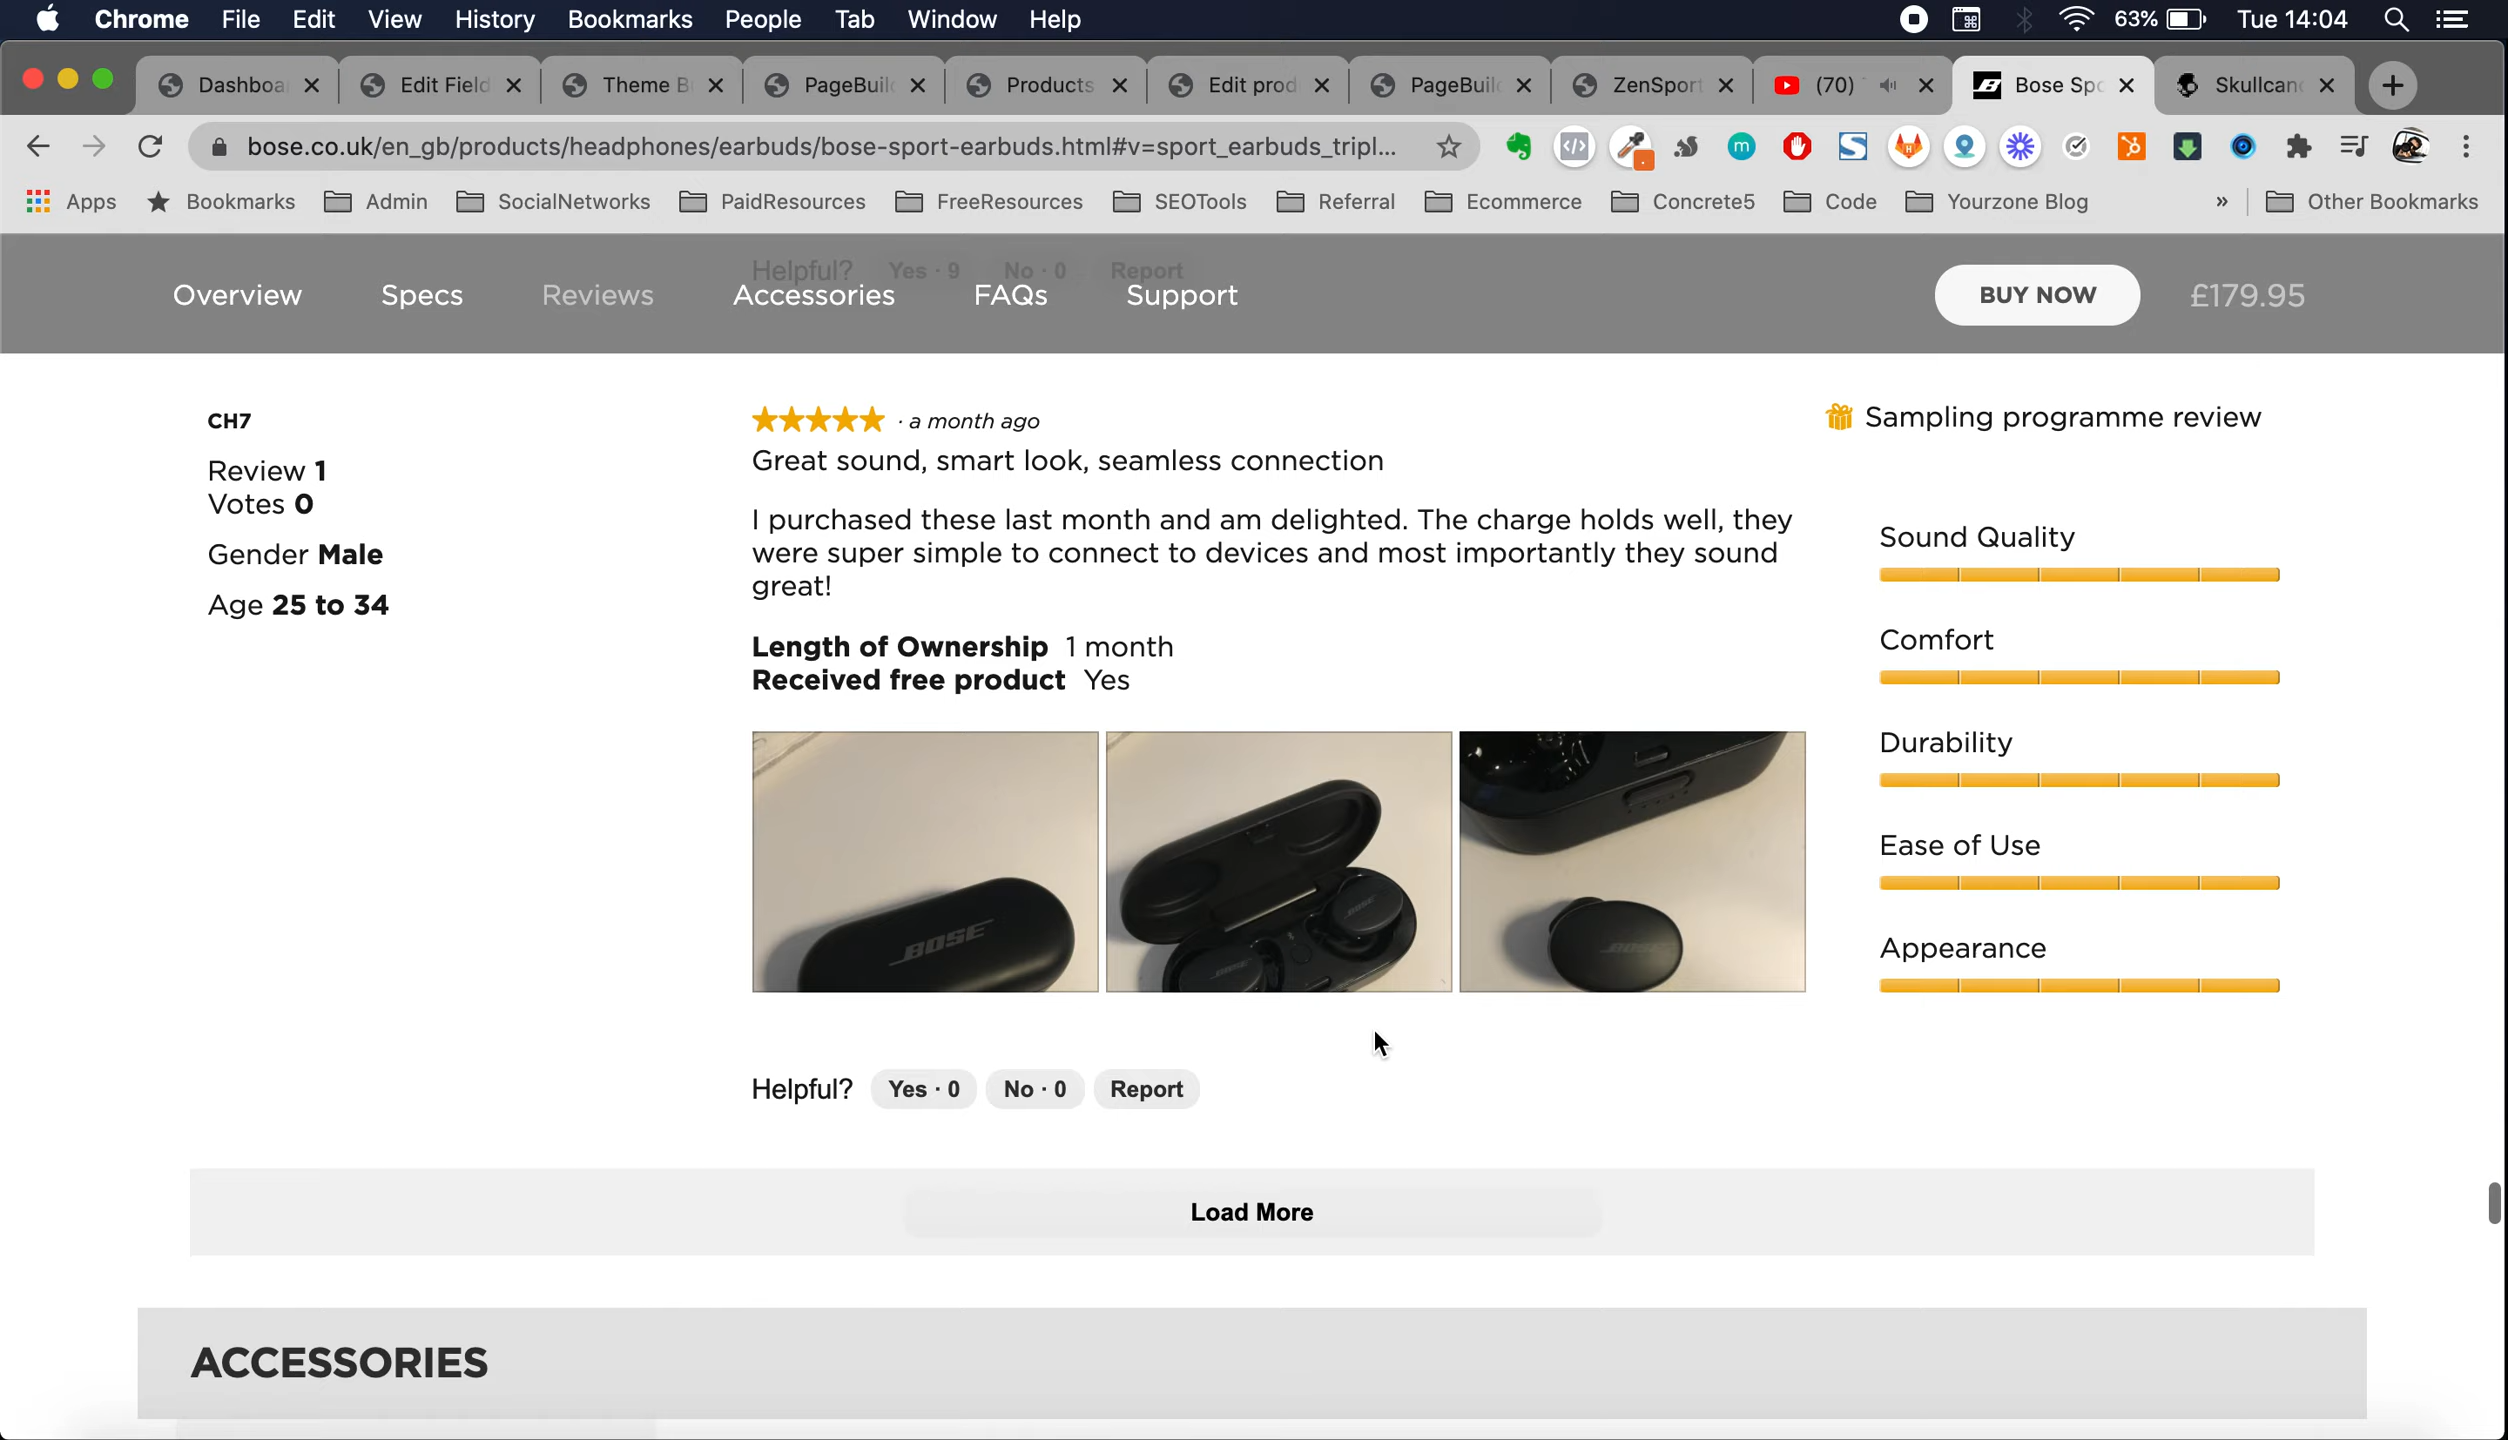 Chrome File Edit View History Bookmarks People Tab Window Help 63% Tue 14:04
Dashboa Edit Field Theme B PageBuil Products Edit prod PageBuil ZenSport (70) Bose Spo Skullcan
bose.co.uk/en_gb/products/headphones/earbuds/bose-sport-earbuds.html#v=sport_earbuds_tripl...
Apps Bookmarks Admin SocialNetworks PaidResources FreeResources SEOTools Referral Ecommerce Concrete5 Code Yourzone Blog » Other Bookmarks
Helpful? Yes · 9 No · 0 Report
Overview Specs Reviews Accessories FAQs Support BUY NOW £179.95
CH7
Review 1
Votes 0
Gender Male
Age 25 to 34
· a month ago
Great sound, smart look, seamless connection
I purchased these last month and am delighted. The charge holds well, they
were super simple to connect to devices and most importantly they sound
great!
Length of Ownership 1 month
Received free product Yes
BOSE
BOSE
BOSE
BOSE
Helpful? Yes · 0 No · 0 Report
Sampling programme review
Sound Quality
Comfort
Durability
Ease of Use
Appearance
Load More
ACCESSORIES